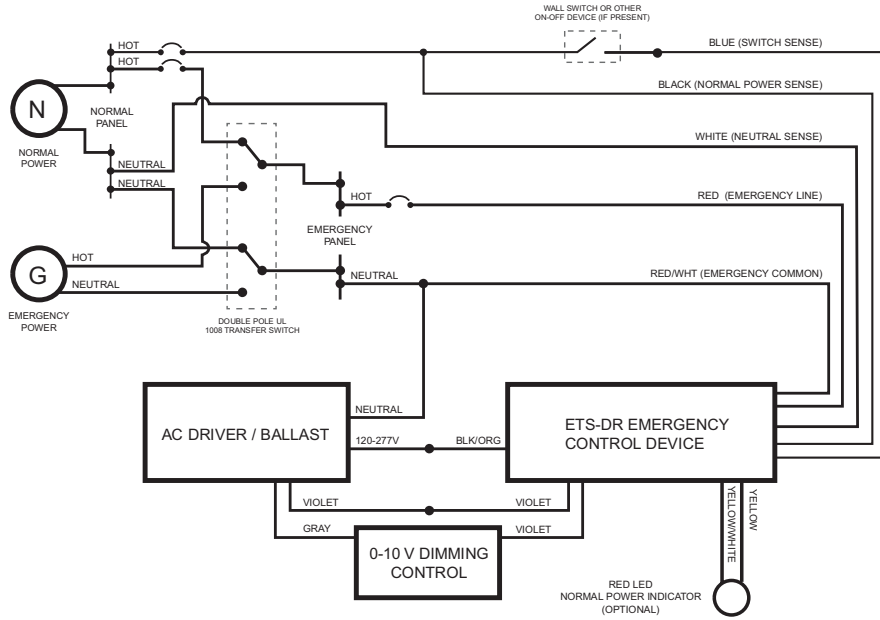 WALL SWITCH OR OTHER
ON-OFF DEVICE (IF PRESENT)
HOT
BLUE (SWITCH SENSE)
HOT
BLACK (NORMAL POWER SENSE)
N
NORMAL
PANEL
NORMAL
POWER
WHITE (NEUTRAL SENSE)
NEUTRAL
NEUTRAL
HOT
RED (EMERGENCY LINE)
EMERGENCY
PANEL
HOT
G
NEUTRAL
EMERGENCY
POWER
NEUTRAL
RED/WHT (EMERGENCY COMMON)
DOUBLE POLE UL
1008 TRANSFER SWITCH
AC DRIVER / BALLAST
NEUTRAL
120-277V
BLK/ORG
ETS-DR EMERGENCY
CONTROL DEVICE
VIOLET
VIOLET
GRAY
VIOLET
0-10 V DIMMING
CONTROL
YELLOW/WHITE
YELLOW
RED LED
NORMAL POWER INDICATOR
(OPTIONAL)